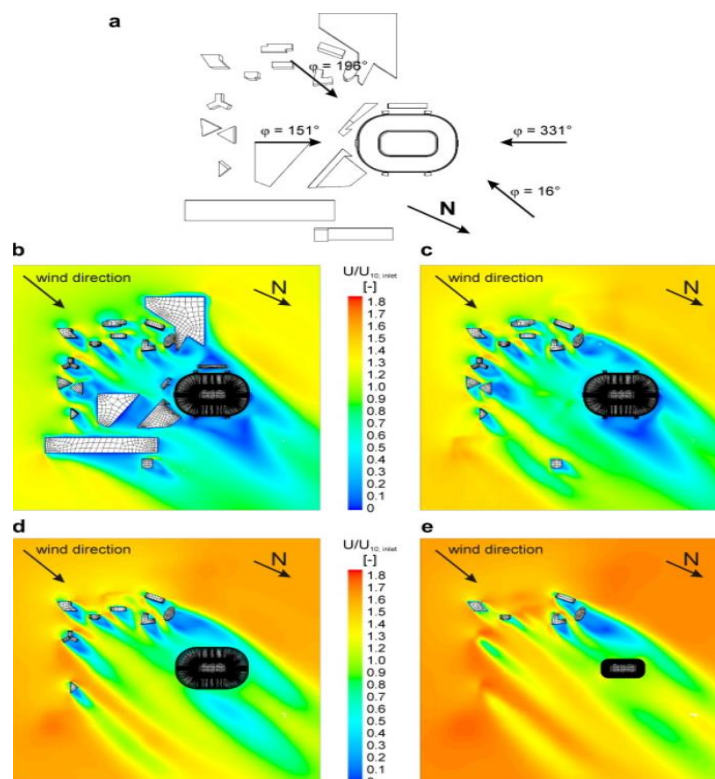 a
φ = 196°
φ = 151°
φ = 331°
φ = 16°
N
b
wind direction
N
U/U10, inlet
[-]
1.8
1.7
1.6
1.5
1.4
1.3
1.2
1.1
1.0
0.9
0.8
0.7
0.6
0.5
0.4
0.3
0.2
0.1
0
c
wind direction
N
d
wind direction
N
U/U10, inlet
[-]
1.8
1.7
1.6
1.5
1.4
1.3
1.2
1.1
1.0
0.9
0.8
0.7
0.6
0.5
0.4
0.3
0.2
0.1
e
wind direction
N